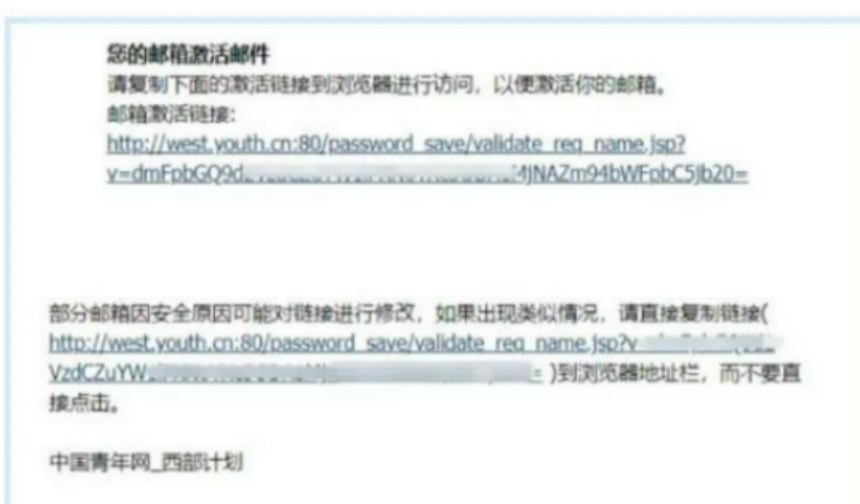 您的邮箱激活邮件
请复制下面的激活链接到浏览器进行访问，以便激活你的邮箱。
邮箱激活链接：
http://west.youth.cn:80/password_save/validate_req_name.jsp?
v=dmFpbGQ9d 4jNAZm94bWFpbC5jb20=
部分邮箱因安全原因可能对链接进行修改，如果出现类似情况，请直接复制链接(
http://west.youth.cn:80/password_save/validate_req_name.jsp?v
VzdCZuYW = )到浏览器地址栏，而不要直
接点击。
中国青年网_西部计划